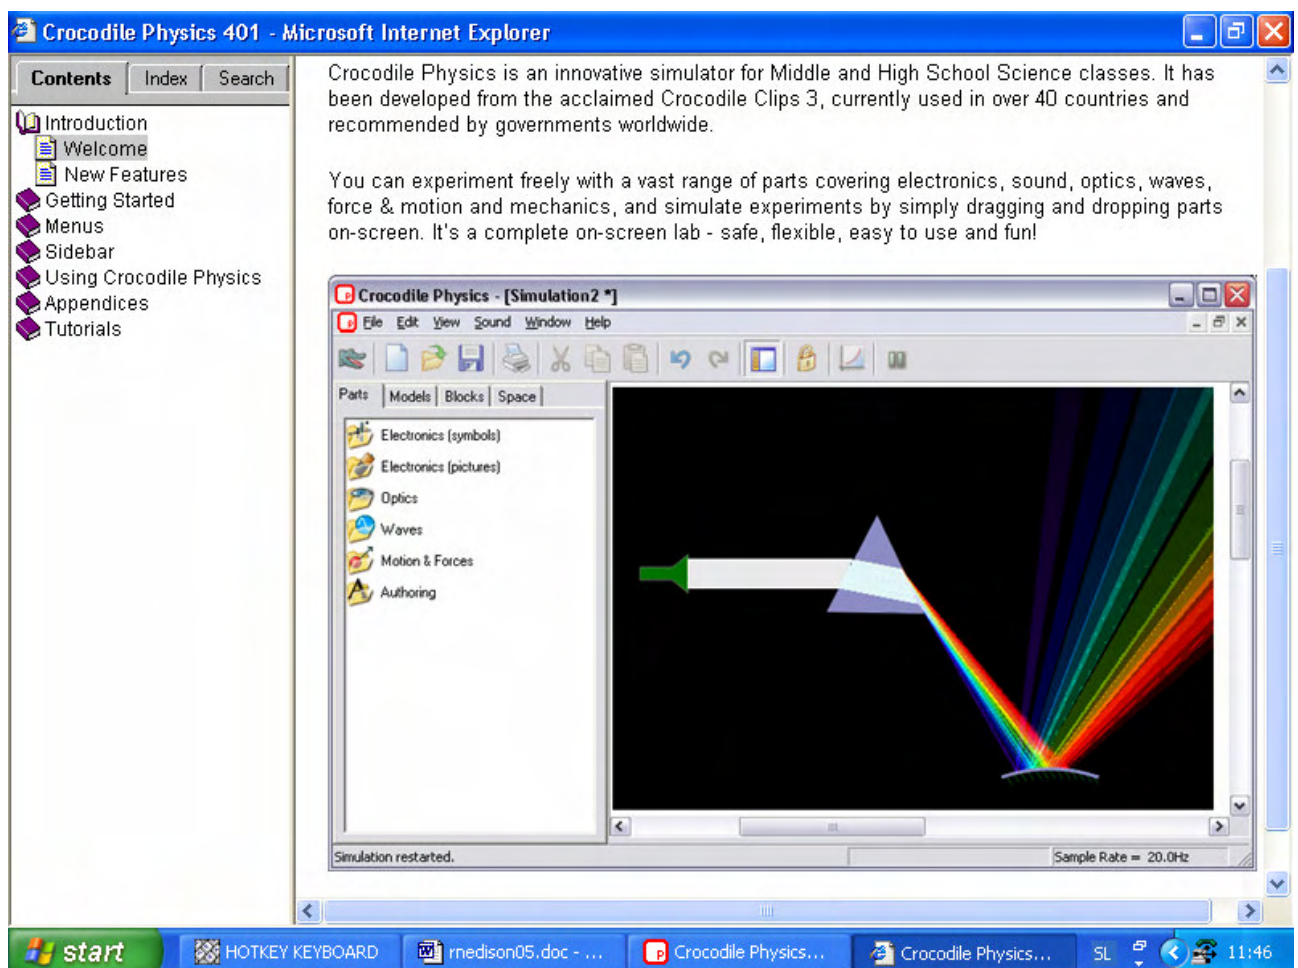 Crocodile Physics 401 - Microsoft Internet Explorer
Contents Index Search
Introduction
Welcome
New Features
Getting Started
Menus
Sidebar
Using Crocodile Physics
Appendices
Tutorials
Crocodile Physics is an innovative simulator for Middle and High School Science classes. It has
been developed from the acclaimed Crocodile Clips 3, currently used in over 40 countries and
recommended by governments worldwide.
You can experiment freely with a vast range of parts covering electronics, sound, optics, waves,
force & motion and mechanics, and simulate experiments by simply dragging and dropping parts
on-screen. It's a complete on-screen lab - safe, flexible, easy to use and fun!
Crocodile Physics - [Simulation2 *]
File Edit View Sound Window Help
Parts Models Blocks Space
Electronics (symbols)
Electronics (pictures)
Optics
Waves
Motion & Forces
Authoring
Simulation restarted.
Sample Rate = 20.0Hz
start HOTKEY KEYBOARD rnedison05.doc - ... Crocodile Physics... Crocodile Physics... SL 11:46